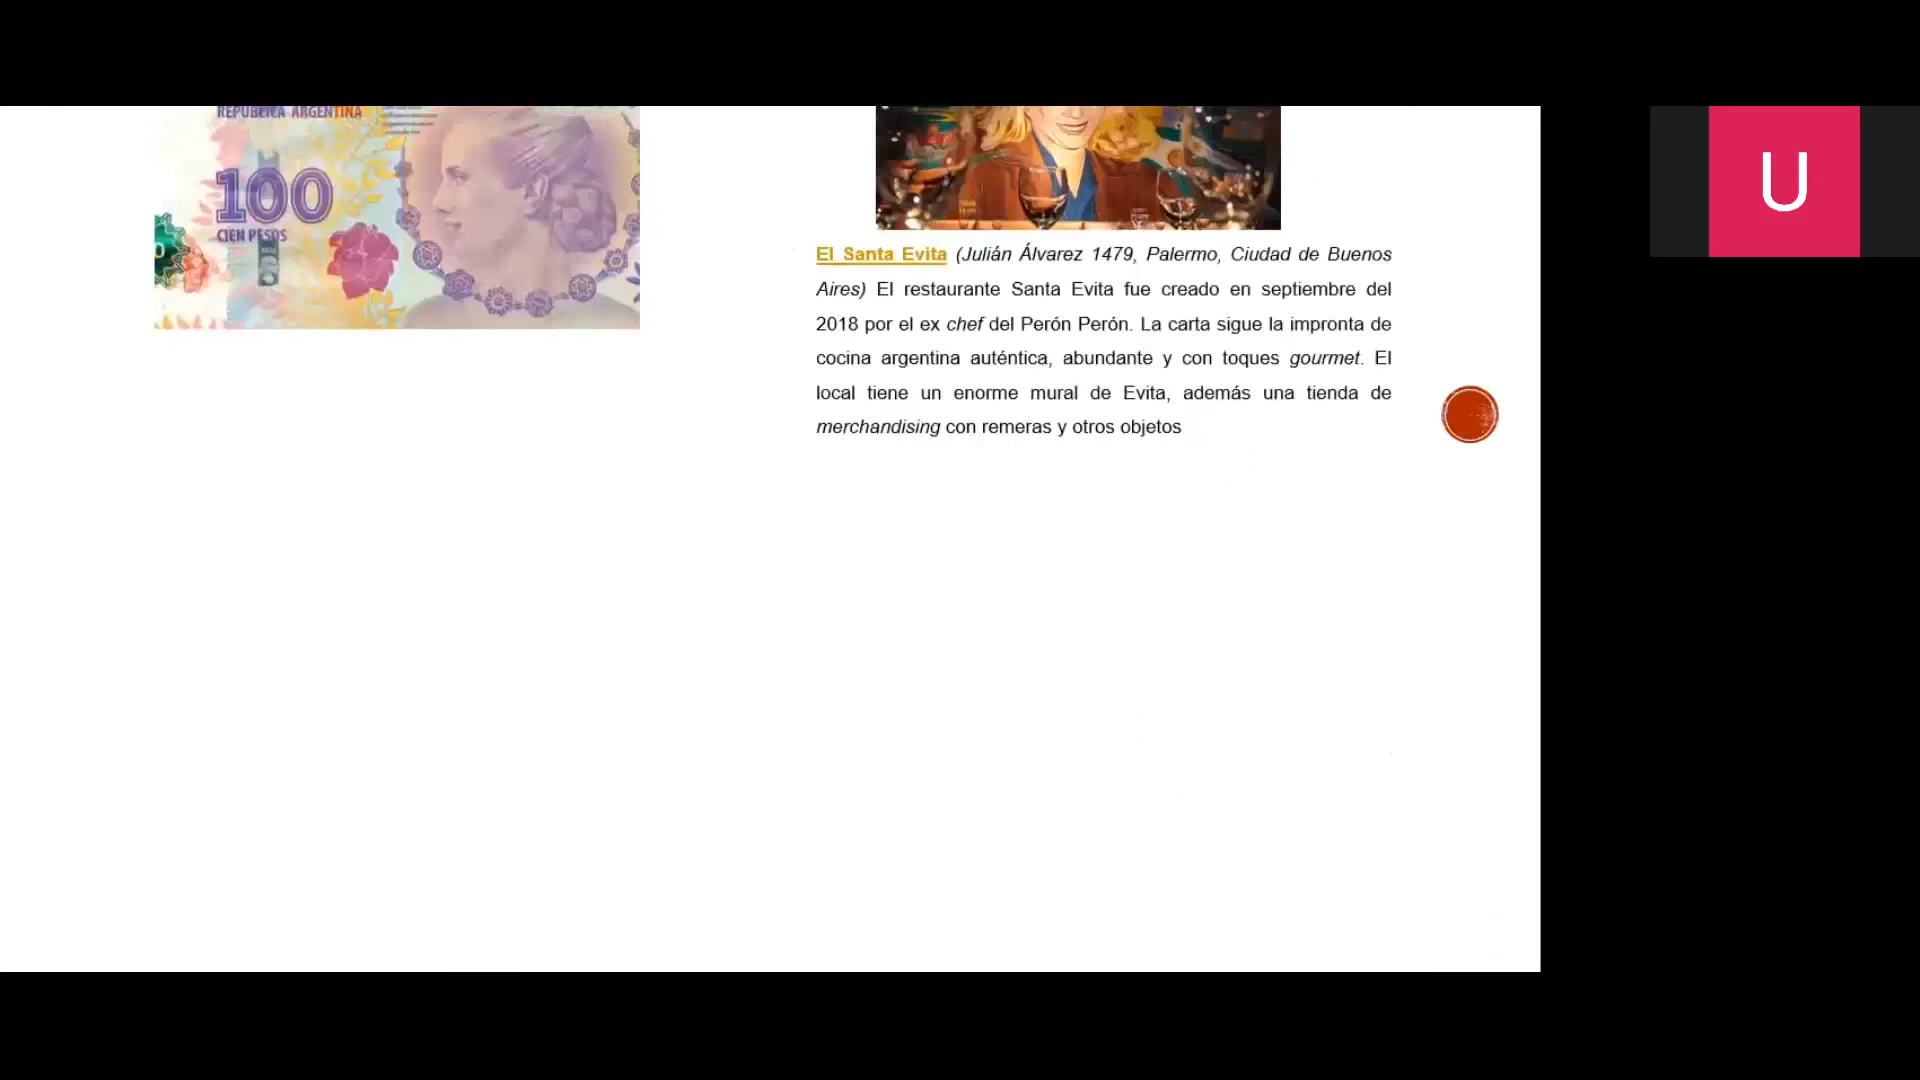 REPÚBLICA ARGENTINA
100
CIEN PESOS
El Santa Evita (Julián Álvarez 1479, Palermo, Ciudad de Buenos
Aires) El restaurante Santa Evita fue creado en septiembre del
2018 por el ex chef del Perón Perón. La carta sigue la impronta de
cocina argentina auténtica, abundante y con toques gourmet. El
local tiene un enorme mural de Evita, además una tienda de
merchandising con remeras y otros objetos
U